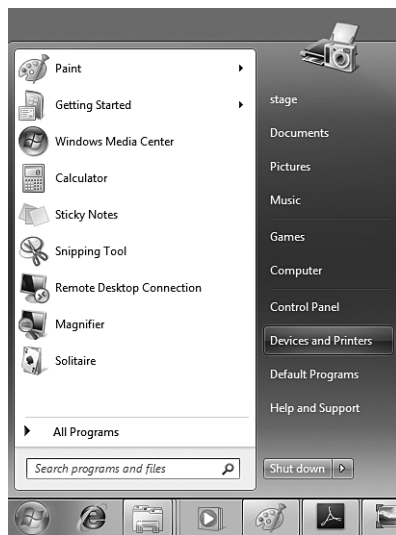 Paint
Getting Started
Windows Media Center
Calculator
Sticky Notes
Snipping Tool
Remote Desktop Connection
Magnifier
Solitaire
All Programs
Search programs and files
stage
Documents
Pictures
Music
Games
Computer
Control Panel
Devices and Printers
Default Programs
Help and Support
Shut down